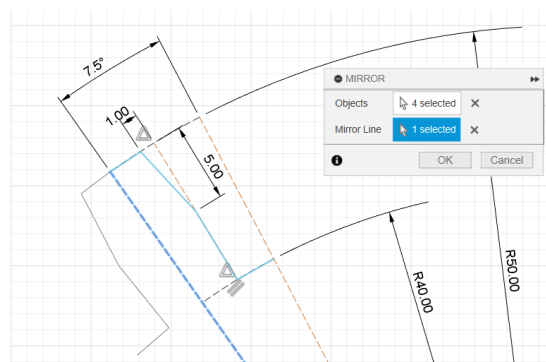 7.5°
1.00
5.00
MIRROR
Objects
4 selected
Mirror Line
1 selected
OK
Cancel
R50.00
R40.00